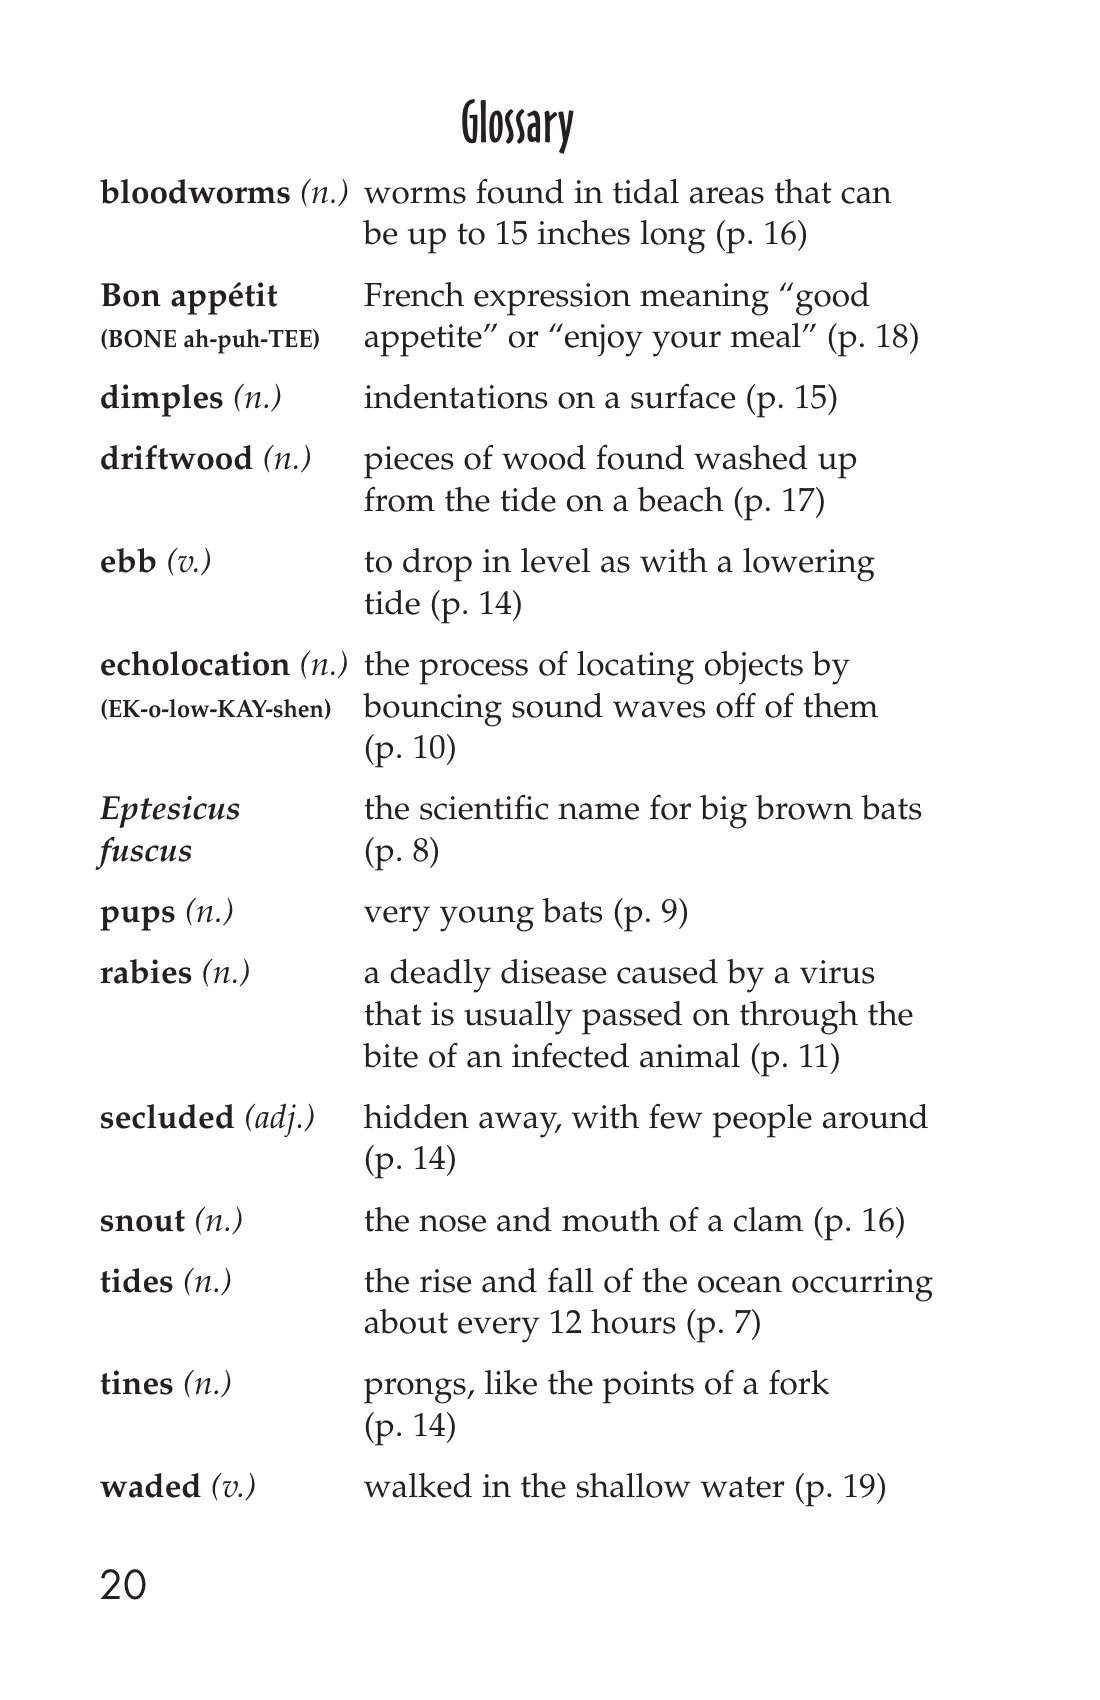 Glossary
bloodworms (n.) worms found in tidal areas that can
be up to 15 inches long (p. 16)
Bon appétit French expression meaning “good
(BONE ah-puh-TEE) appetite” or “enjoy your meal” (p. 18)
dimples (n.) indentations on a surface (p. 15)
driftwood (n.) pieces of wood found washed up
from the tide on a beach (p. 17)
ebb (v.) to drop in level as with a lowering
tide (p. 14)
echolocation (n.) the process of locating objects by
(EK-o-low-KAY-shen) bouncing sound waves off of them
(p. 10)
Eptesicus the scientific name for big brown bats
fuscus (p. 8)
pups (n.) very young bats (p. 9)
rabies (n.) a deadly disease caused by a virus
that is usually passed on through the
bite of an infected animal (p. 11)
secluded (adj.) hidden away, with few people around
(p. 14)
snout (n.) the nose and mouth of a clam (p. 16)
tides (n.) the rise and fall of the ocean occurring
about every 12 hours (p. 7)
tines (n.) prongs, like the points of a fork
(p. 14)
waded (v.) walked in the shallow water (p. 19)
20